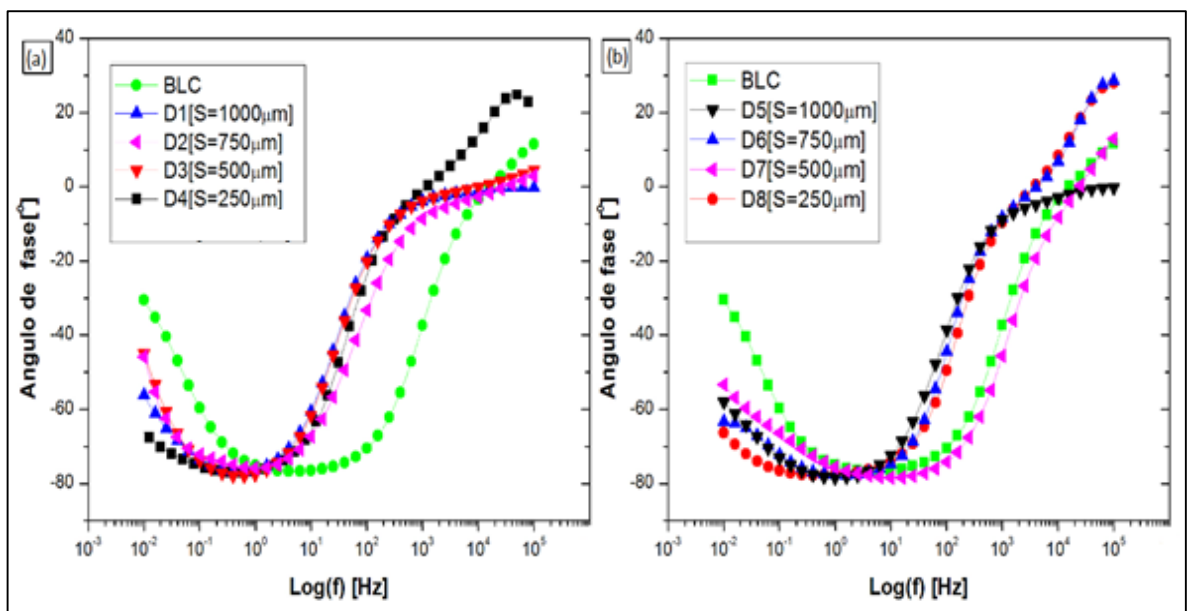 (a)
BLC
D1[S=1000μm]
D2[S=750μm]
D3[S=500μm]
D4[S=250μm]
40
20
0
-20
-40
-60
-80
Angulo de fase[°]
10-3 10-2 10-1 100 101 102 103 104 105
Log(f) [Hz]
(b)
BLC
D5[S=1000μm]
D6[S=750μm]
D7[S=500μm]
D8[S=250μm]
40
20
0
-20
-40
-60
-80
Angulo de fase[°]
10-3 10-2 10-1 100 101 102 103 104 105
Log(f) [Hz]